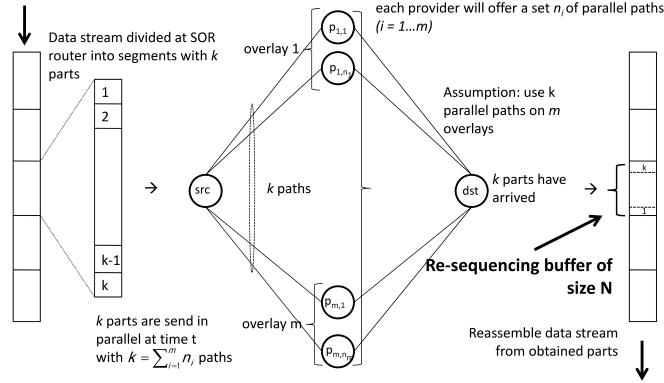 each provider will offer a set nᵢ of parallel paths
(i = 1...m)
Data stream divided at SOR
router into segments with k
parts
overlay 1
p₁,₁
p₁,ₙ₁
1
2
k-1
k
Assumption: use k
parallel paths on m
overlays
src
k paths
dst
k parts have
arrived
k
1
Re-sequencing buffer of
size N
overlay m
pₘ,₁
pₘ,ₙₘ
k parts are send in
parallel at time t
with k = ∑ᵢ₌₁ᵐ nᵢ paths
Reassemble data stream
from obtained parts